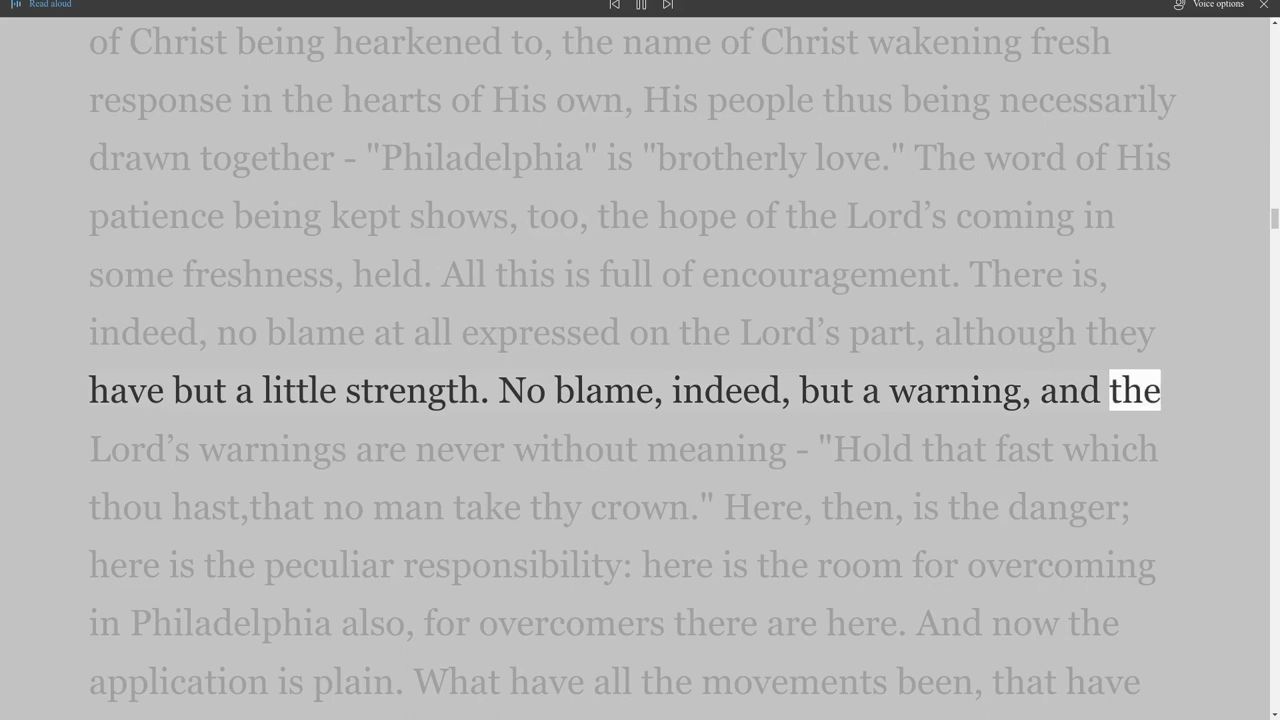 Read aloud
Voice options
of Christ being hearkened to, the name of Christ wakening fresh
response in the hearts of His own, His people thus being necessarily
drawn together - "Philadelphia" is "brotherly love." The word of His
patience being kept shows, too, the hope of the Lord’s coming in
some freshness, held. All this is full of encouragement. There is,
indeed, no blame at all expressed on the Lord’s part, although they
have but a little strength. No blame, indeed, but a warning, and the
Lord’s warnings are never without meaning - "Hold that fast which
thou hast,that no man take thy crown." Here, then, is the danger;
here is the peculiar responsibility: here is the room for overcoming
in Philadelphia also, for overcomers there are here. And now the
application is plain. What have all the movements been, that have